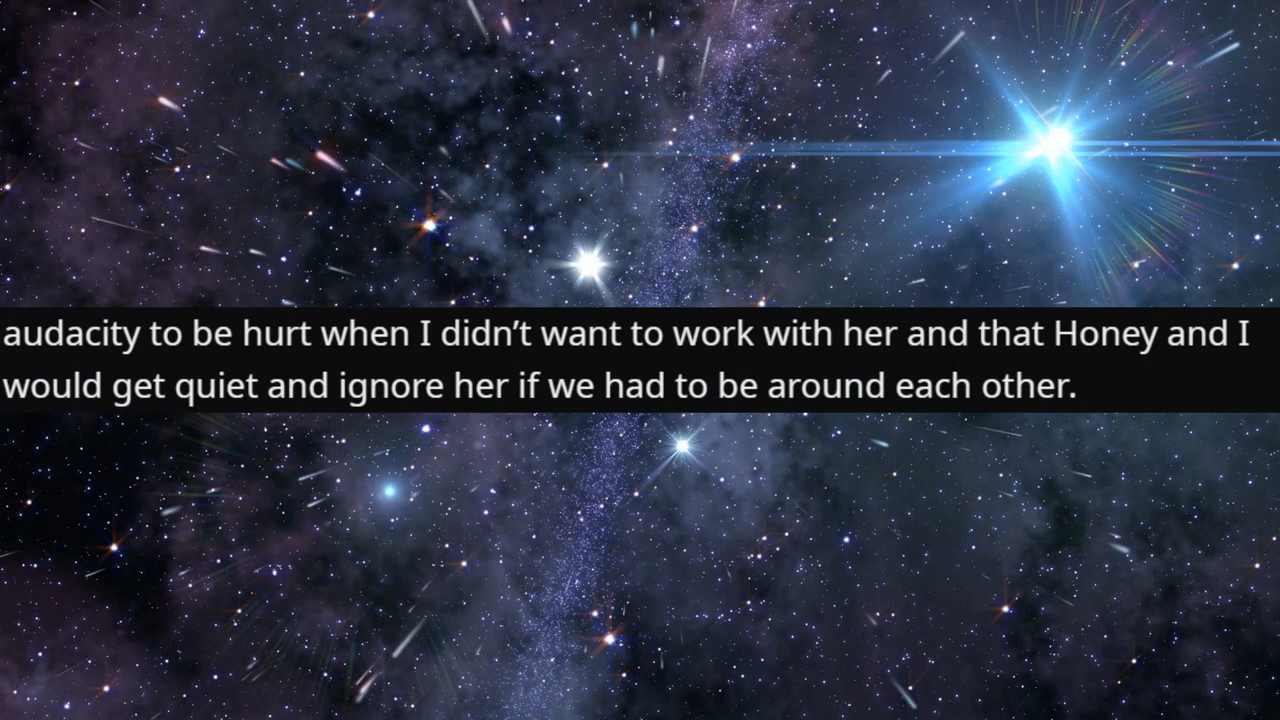 audacity to be hurt when I didn’t want to work with her and that Honey and I
would get quiet and ignore her if we had to be around each other.